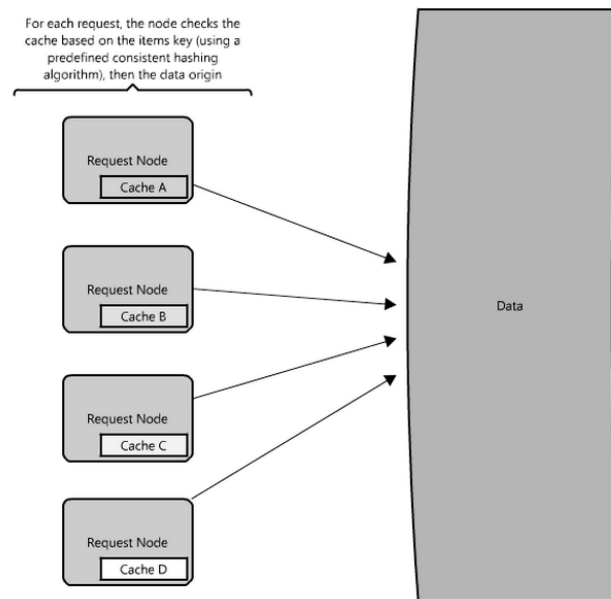 For each request, the node checks the
cache based on the items key (using a
predefined consistent hashing
algorithm), then the data origin
Request Node
Cache A
Request Node
Cache B
Data
Request Node
Cache C
Request Node
Cache D